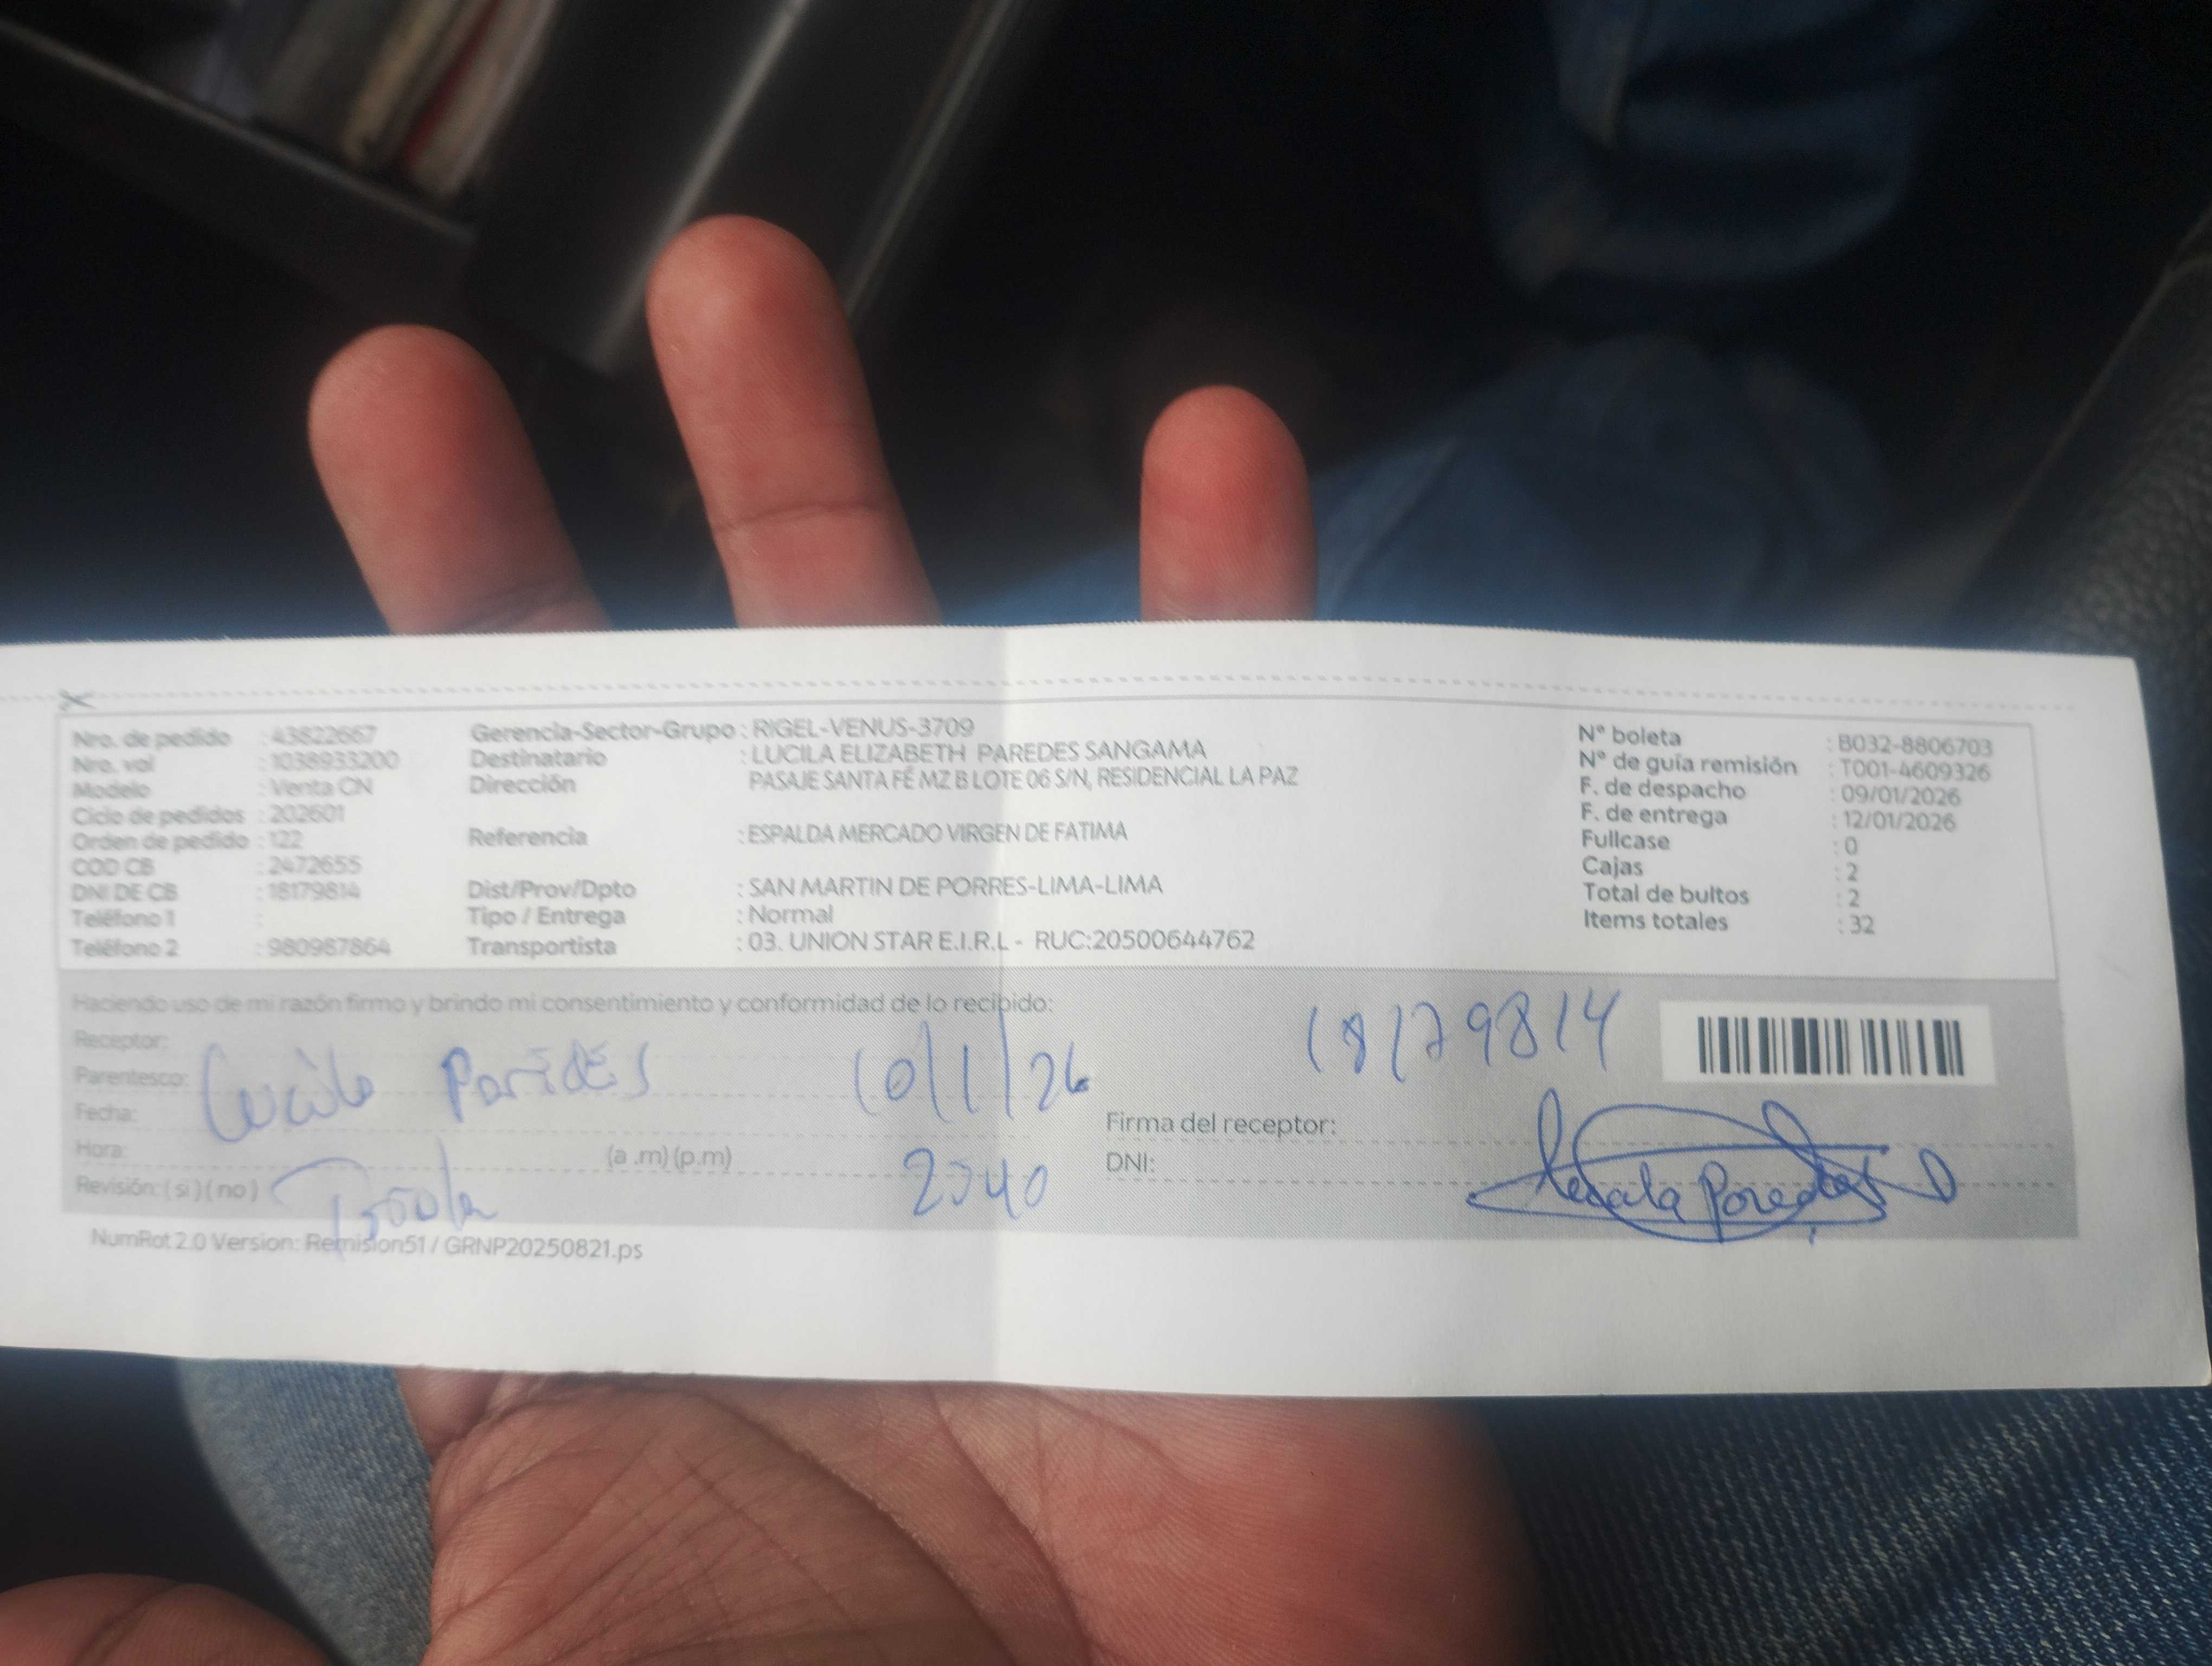 Nro. de pedido : 43822667
Nro. vol : 1038933200
Modelo : Venta CN
Ciclo de pedidos : 202601
Orden de pedido : 122
COD CB : 2472655
DNI DE CB : 18179814
Teléfono 1 :
Teléfono 2 : 980987864
Gerencia-Sector-Grupo : RIGEL-VENUS-3709
Destinatario : LUCILA ELIZABETH PAREDES SANGAMA
Dirección PASAJE SANTA FÉ MZ B LOTE 06 S/N, RESIDENCIAL LA PAZ
Referencia : ESPALDA MERCADO VIRGEN DE FATIMA
Dist/Prov/Dpto : SAN MARTIN DE PORRES-LIMA-LIMA
Tipo / Entrega : Normal
Transportista : 03. UNION STAR E.I.R.L - RUC:20500644762
N° boleta : B032-8806703
N° de guía remisión : T001-4609326
F. de despacho : 09/01/2026
F. de entrega : 12/01/2026
Fullcase : 0
Cajas : 2
Total de bultos : 2
Items totales : 32
Haciendo uso de mi razón firmo y brindo mi consentimiento y conformidad de lo recibido:
Receptor:
Parentesco:
Fecha:
Hora: (a .m) (p.m)
Revisión: ( si ) ( no )
Paredes
10/1/26
18179814
Firma del receptor:
DNI:
NumRot 2.0 Version: Remision51 / GRNP20250821.ps